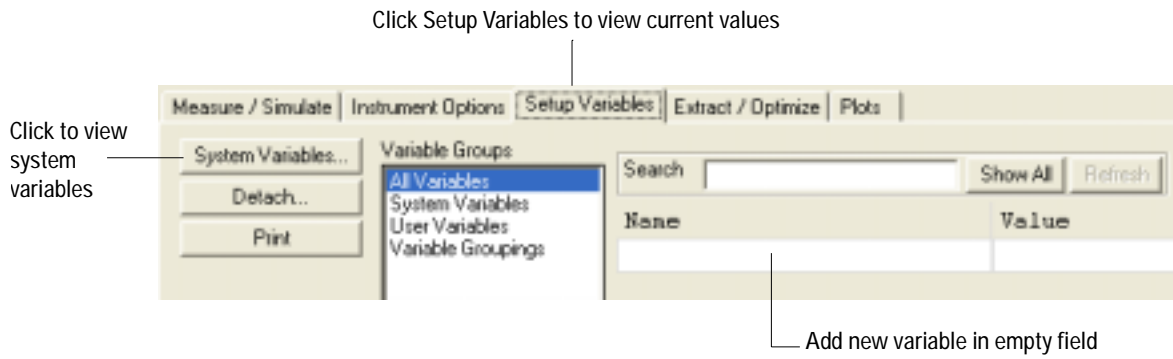 Click Setup Variables to view current values
Measure / Simulate Instrument Options Setup Variables Extract / Optimize Plots
Click to view
system
variables
System Variables...
Detach...
Print
Variable Groups
All Variables
System Variables
User Variables
Variable Groupings
Search Show All Refresh
Name Value
Add new variable in empty field